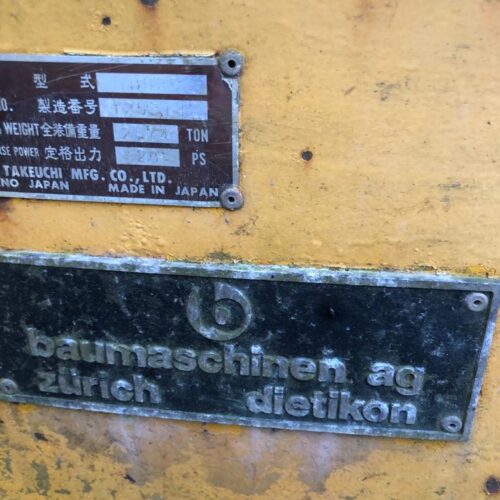 型式
O. 製造番号
WEIGHT 全装備重量 TON
SE POWER 定格出力 PS
TAKEUCHI MFG. CO., LTD.
NO JAPAN MADE IN JAPAN
b
baumaschinen ag
zürich dietikon